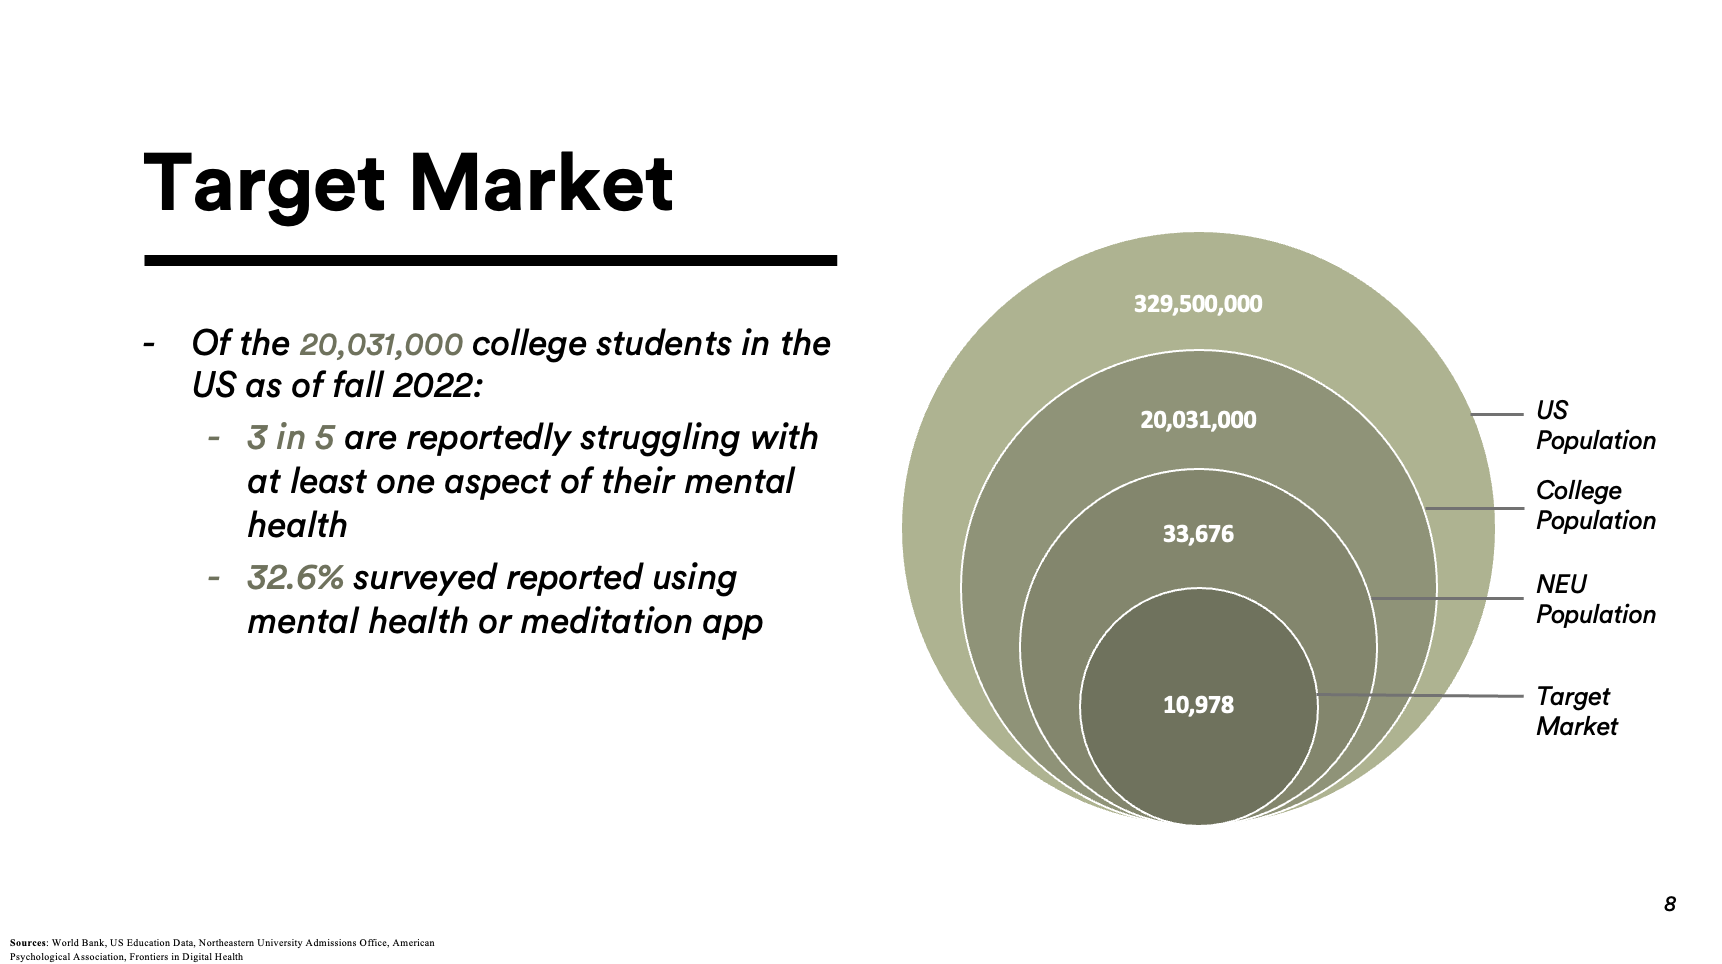 Target Market
- Of the 20,031,000 college students in the
US as of fall 2022:
- 3 in 5 are reportedly struggling with
at least one aspect of their mental
health
- 32.6% surveyed reported using
mental health or meditation app
329,500,000
20,031,000
33,676
10,978
US
Population
College
Population
NEU
Population
Target
Market
8
Sources: World Bank, US Education Data, Northeastern University Admissions Office, American
Psychological Association, Frontiers in Digital Health